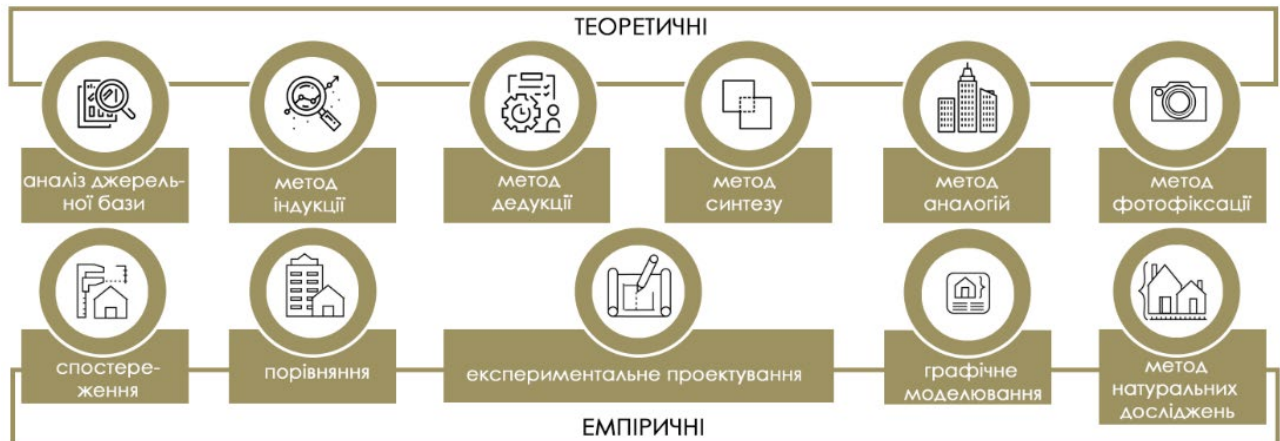 ТЕОРЕТИЧНІ
аналіз джерель-
ної бази
метод
індукції
метод
дедукції
метод
синтезу
метод
аналогій
метод
фотофіксації
спостере-
ження
порівняння
експериментальне проектування
графічне
моделювання
метод
натуральних
досліджень
ЕМПІРИЧНІ